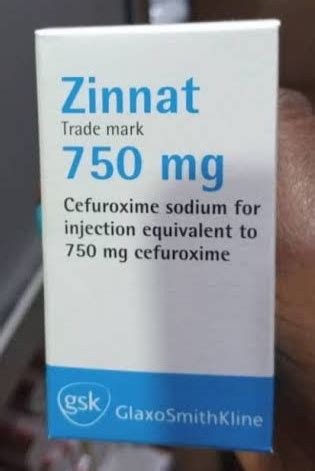 Zinnat
Trade mark
750 mg
Cefuroxime sodium for
injection equivalent to
750 mg cefuroxime
gsk GlaxoSmithKline